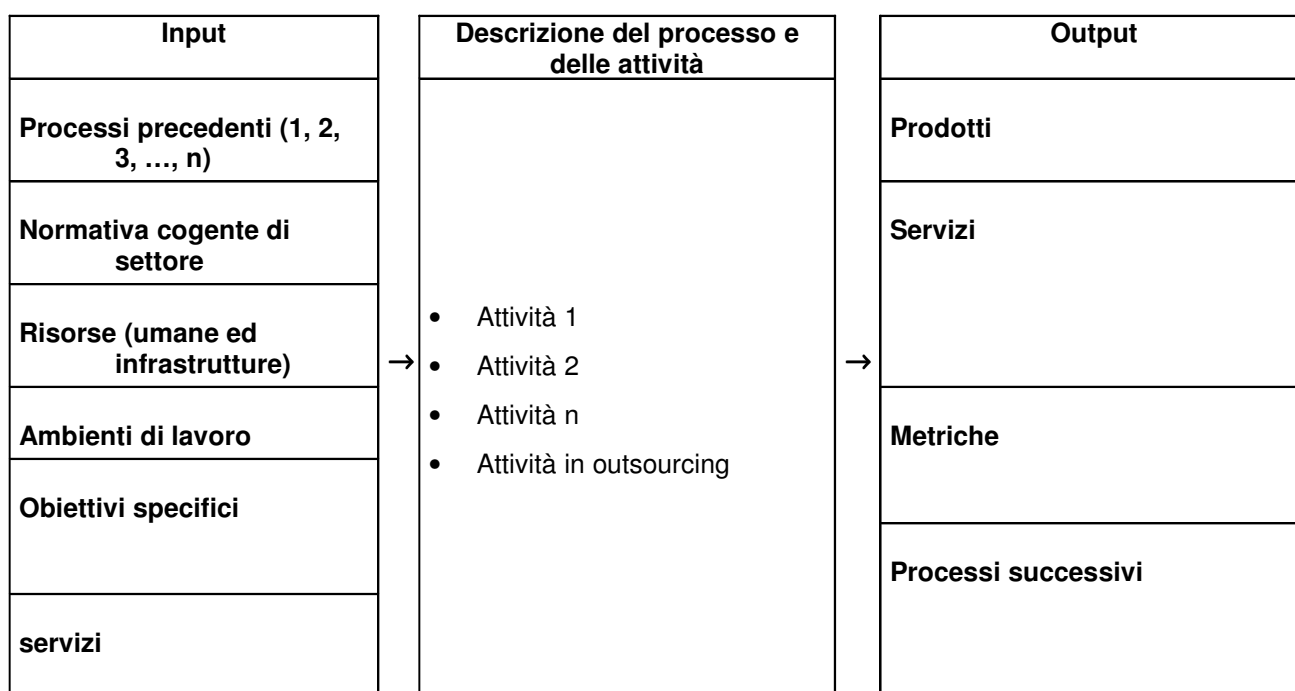 Input
Processi precedenti (1, 2,
3, …, n)
Normativa cogente di
settore
Risorse (umane ed
infrastrutture)
Ambienti di lavoro
Obiettivi specifici
servizi
→
Descrizione del processo e
delle attività
• Attività 1
• Attività 2
• Attività n
• Attività in outsourcing
→
Output
Prodotti
Servizi
Metriche
Processi successivi